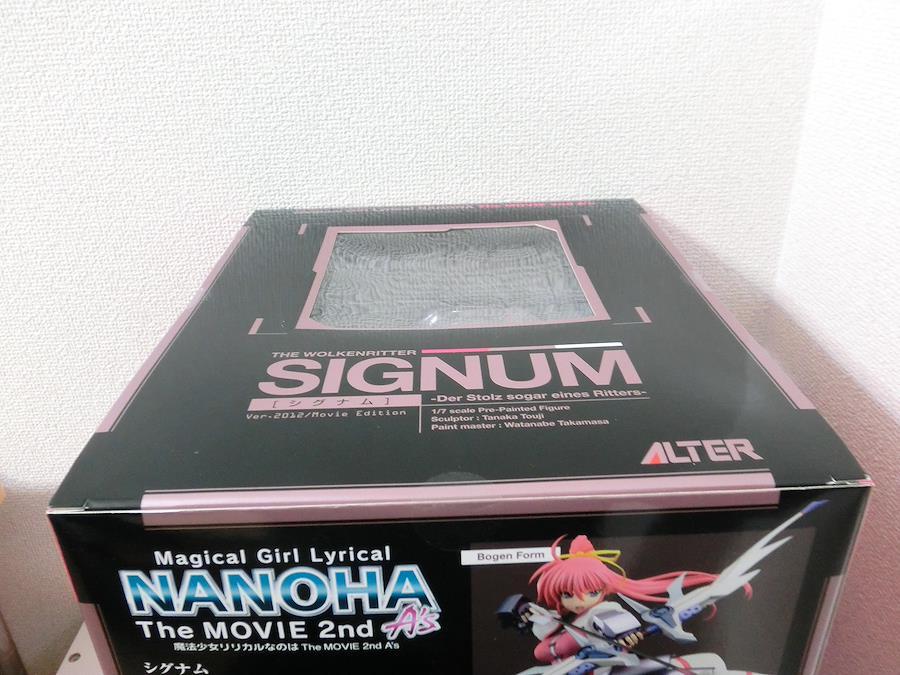 THE WOLKENRITTER
SIGNUM
[シグナム]
-Der Stolz sogar eines Ritters-
Ver.2012/Movie Edition
1/7 scale Pre-Painted Figure
Sculptor : Tanaka Touji
Paint master : Watanabe Takamasa
ALTER
Magical Girl Lyrical
NANOHA
The MOVIE 2nd A's
魔法少女リリカルなのは The MOVIE 2nd A's
シグナム
Bogen Form